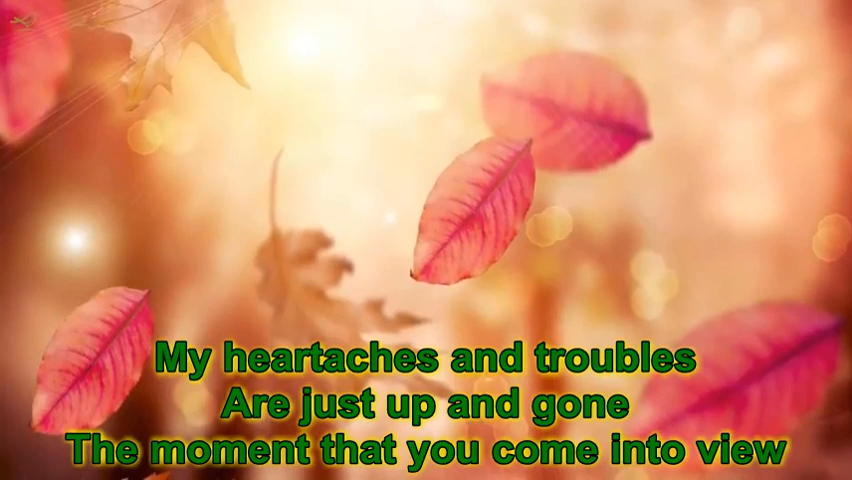 My heartaches and troubles
Are just up and gone
The moment that you come into view